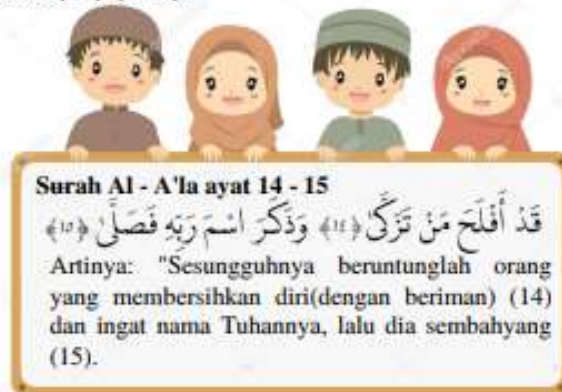 Surah Al - A'la ayat 14 - 15
قَدْ أَفْلَحَ مَنْ تَزَكَّىٰ ﴿١٤﴾ وَذَكَرَ اسْمَ رَبِّهِ فَصَلَّىٰ ﴿١٥﴾
Artinya: "Sesungguhnya beruntunglah orang
yang membersihkan diri(dengan beriman) (14)
dan ingat nama Tuhannya, lalu dia sembahyang
(15).